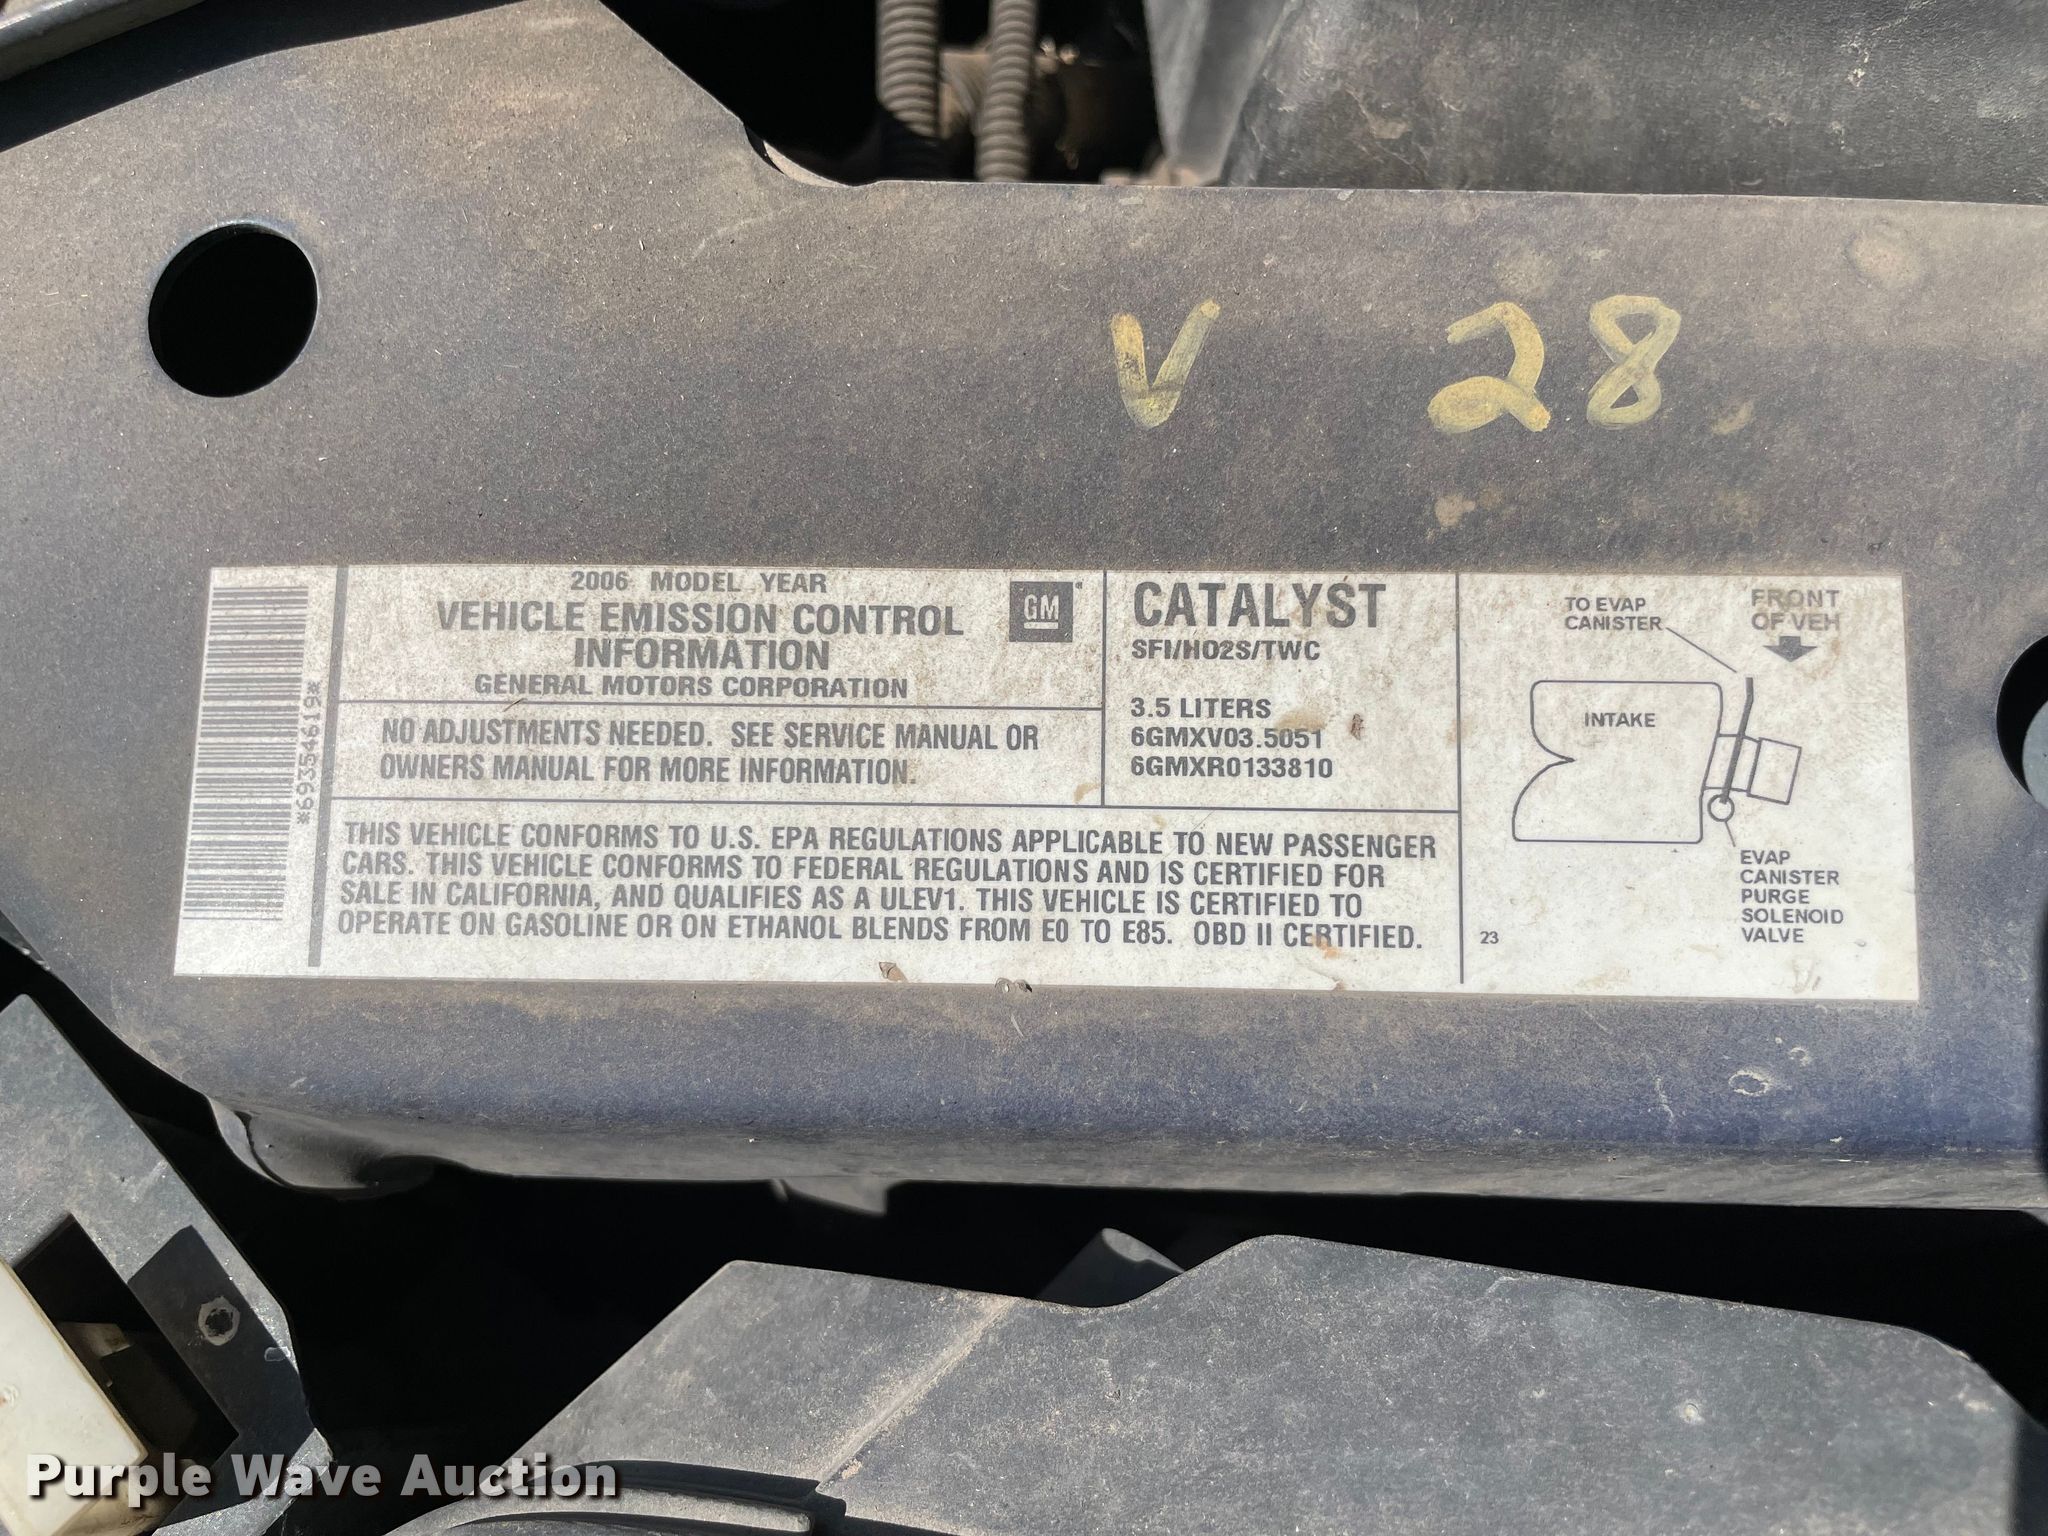 V 28
*693546619*
2006 MODEL YEAR
VEHICLE EMISSION CONTROL
INFORMATION
GENERAL MOTORS CORPORATION
GM
NO ADJUSTMENTS NEEDED. SEE SERVICE MANUAL OR
OWNERS MANUAL FOR MORE INFORMATION.
CATALYST
SFI/HO2S/TWC
3.5 LITERS
6GMXV03.5051
6GMXR0133810
THIS VEHICLE CONFORMS TO U.S. EPA REGULATIONS APPLICABLE TO NEW PASSENGER
CARS. THIS VEHICLE CONFORMS TO FEDERAL REGULATIONS AND IS CERTIFIED FOR
SALE IN CALIFORNIA, AND QUALIFIES AS A ULEV1. THIS VEHICLE IS CERTIFIED TO
OPERATE ON GASOLINE OR ON ETHANOL BLENDS FROM E0 TO E85. OBD II CERTIFIED.
TO EVAP
CANISTER
FRONT
OF VEH
INTAKE
EVAP
CANISTER
PURGE
SOLENOID
VALVE
23
Purple Wave Auction